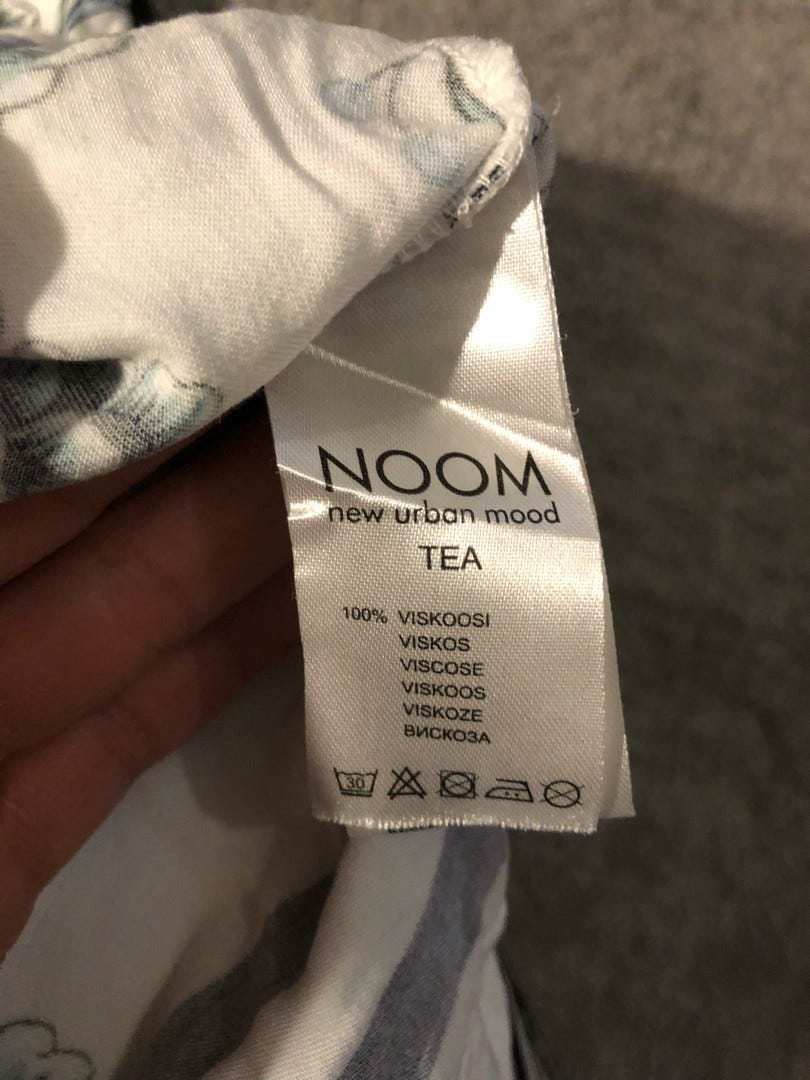 NOOM
new urban mood
TEA
100% VISKOOSI
VISKOS
VISCOSE
VISKOOS
VISKOZE
ВИСКОЗА
30